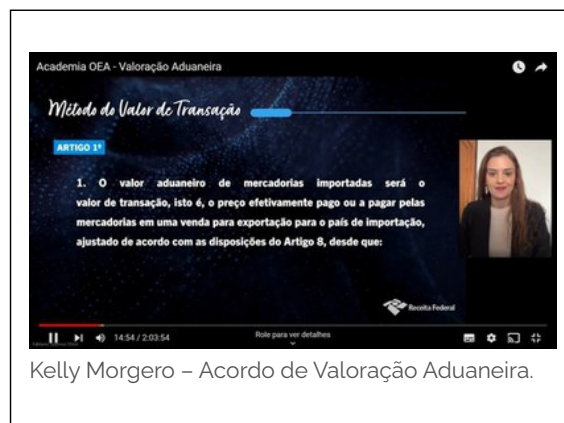 Academia OEA - Valoração Aduaneira
Método do Valor de Transação
ARTIGO 1º
1. O valor aduaneiro de mercadorias importadas será o
valor de transação, isto é, o preço efetivamente pago ou a pagar pelas
mercadorias em uma venda para exportação para o país de importação,
ajustado de acordo com as disposições do Artigo 8, desde que:
Receita Federal
14:54 / 2:03:54
Role para ver detalhes
Kelly Morgero – Acordo de Valoração Aduaneira.